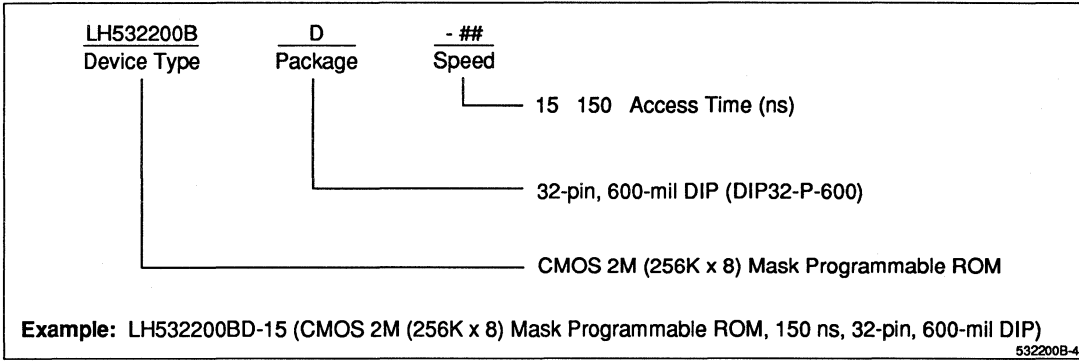 LH532200B D - ##
Device Type Package Speed
15 150 Access Time (ns)
32-pin, 600-mil DIP (DIP32-P-600)
CMOS 2M (256K x 8) Mask Programmable ROM
Example: LH532200BD-15 (CMOS 2M (256K x 8) Mask Programmable ROM, 150 ns, 32-pin, 600-mil DIP)
532200B-4